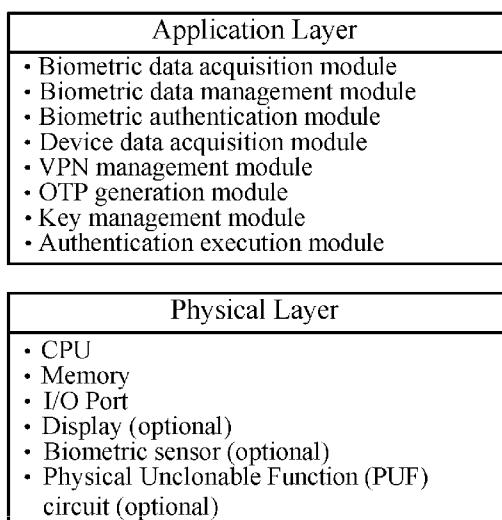 Application Layer
• Biometric data acquisition module
• Biometric data management module
• Biometric authentication module
• Device data acquisition module
• VPN management module
• OTP generation module
• Key management module
• Authentication execution module
Physical Layer
• CPU
• Memory
• I/O Port
• Display (optional)
• Biometric sensor (optional)
• Physical Unclonable Function (PUF)
circuit (optional)